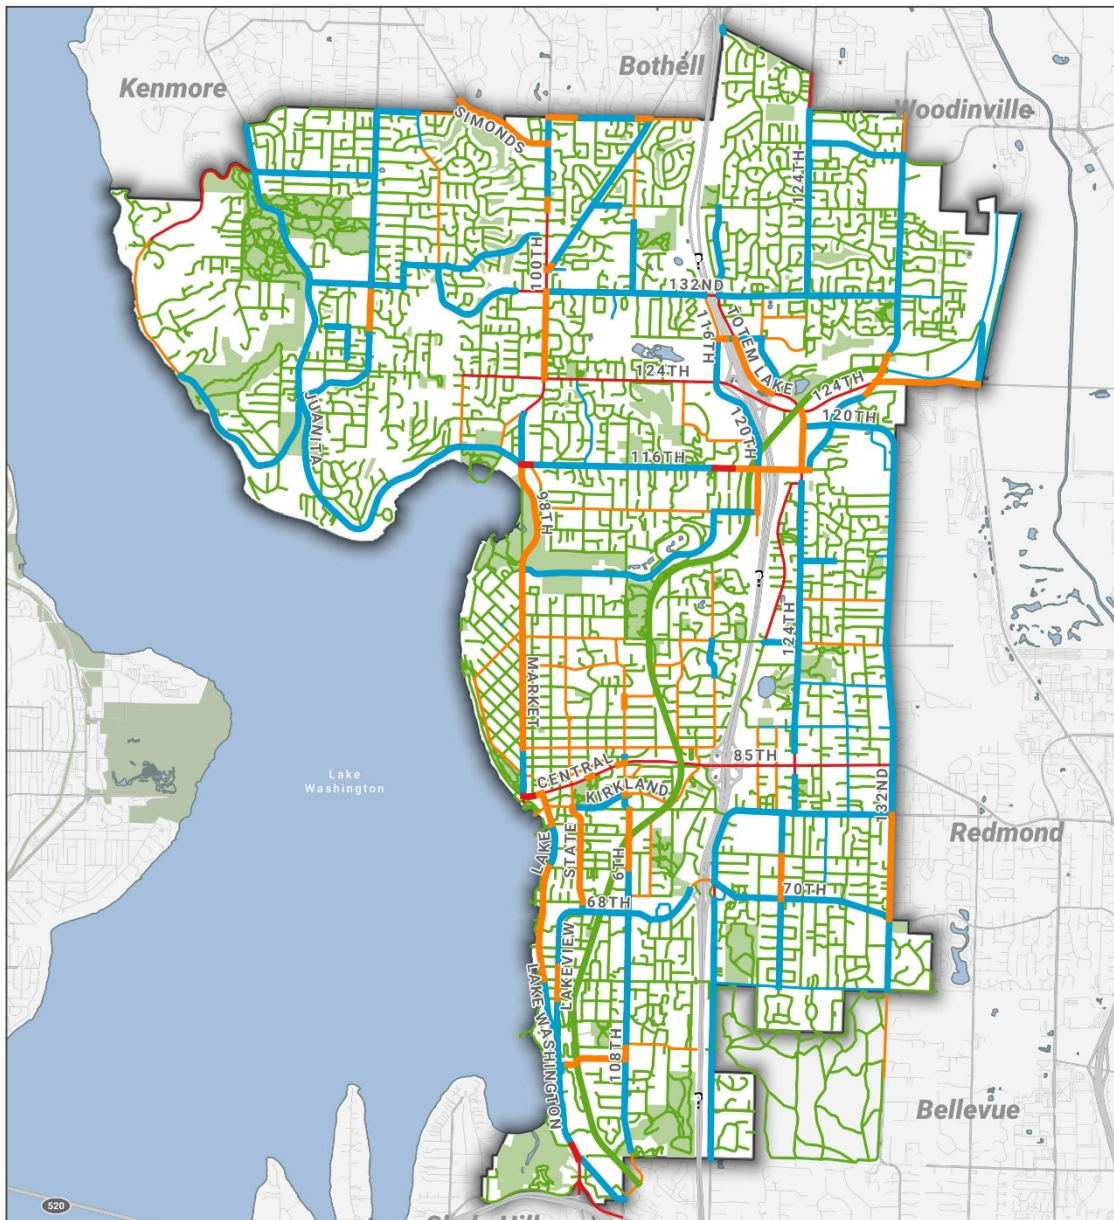 Bothell
Kenmore
Woodinville
SIMONDS
124TH
100TH
?
132ND
116TH
TOTEM LAKE
124TH
124TH
JUANITA
120TH
120TH
116TH
98TH
?
124TH
MARKET
85TH
CENTRAL
Lake
Washington
KIRKLAND
132ND
LAKE
STATE
6TH
Redmond
70TH
68TH
LAKEVIEW
LAKE WASHINGTON
108TH
?
Bellevue
520